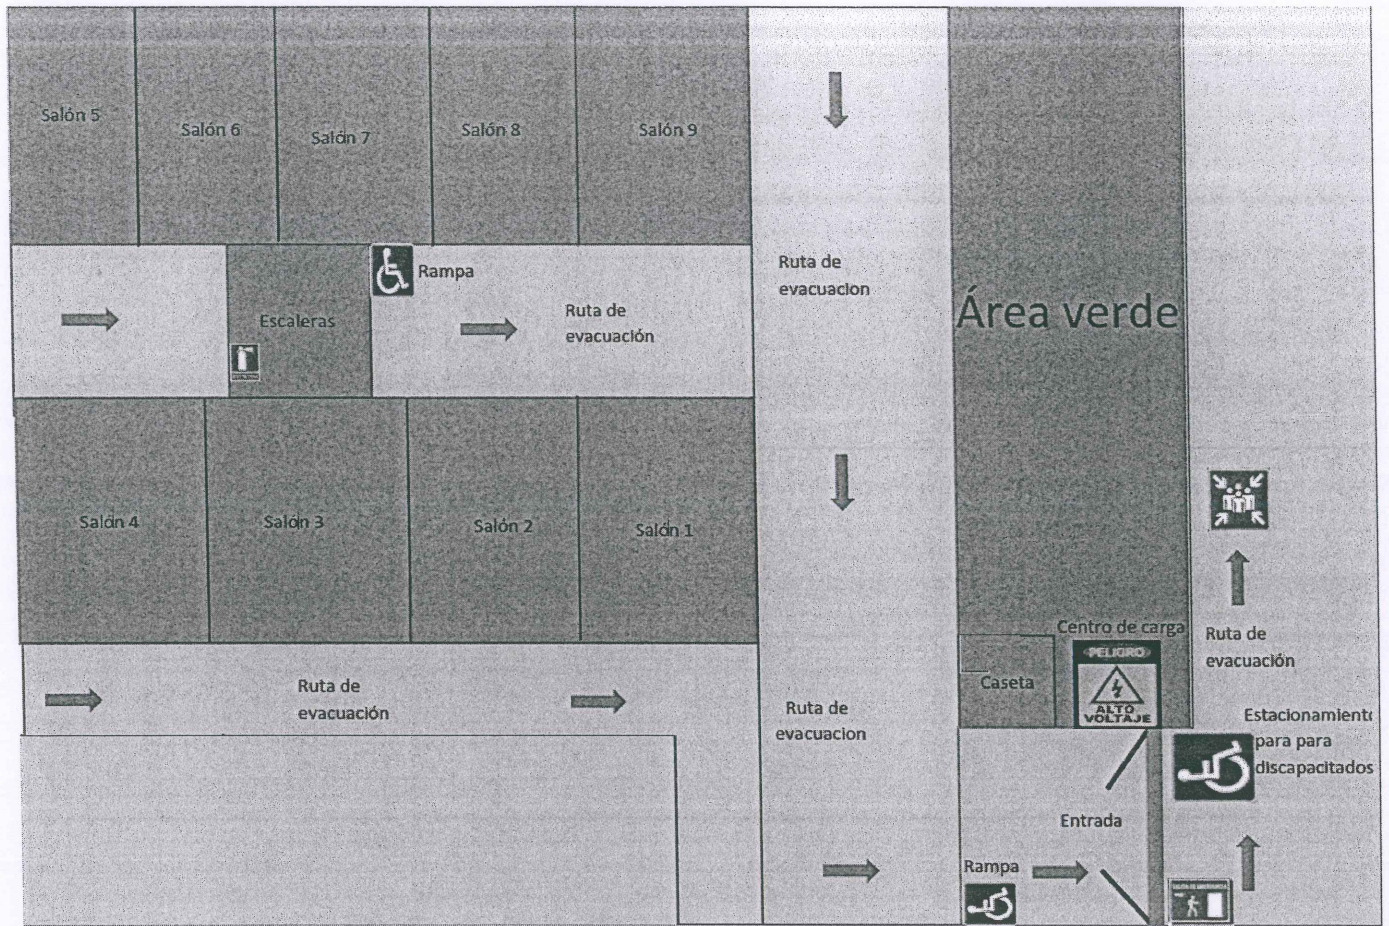 Salón 5
Salón 6
Salón 7
Salón 8
Salón 9
Rampa
Escaleras
Ruta de
evacuación
Ruta de
evacuacion
Área verde
Salón 4
Salón 3
Salón 2
Salón 1
Centro de carga
PELIGRO
ALTO
VOLTAJE
Caseta
Ruta de
evacuación
Ruta de
evacuación
Ruta de
evacuacion
Estacionamiento
para para
discapacitados
Entrada
Rampa